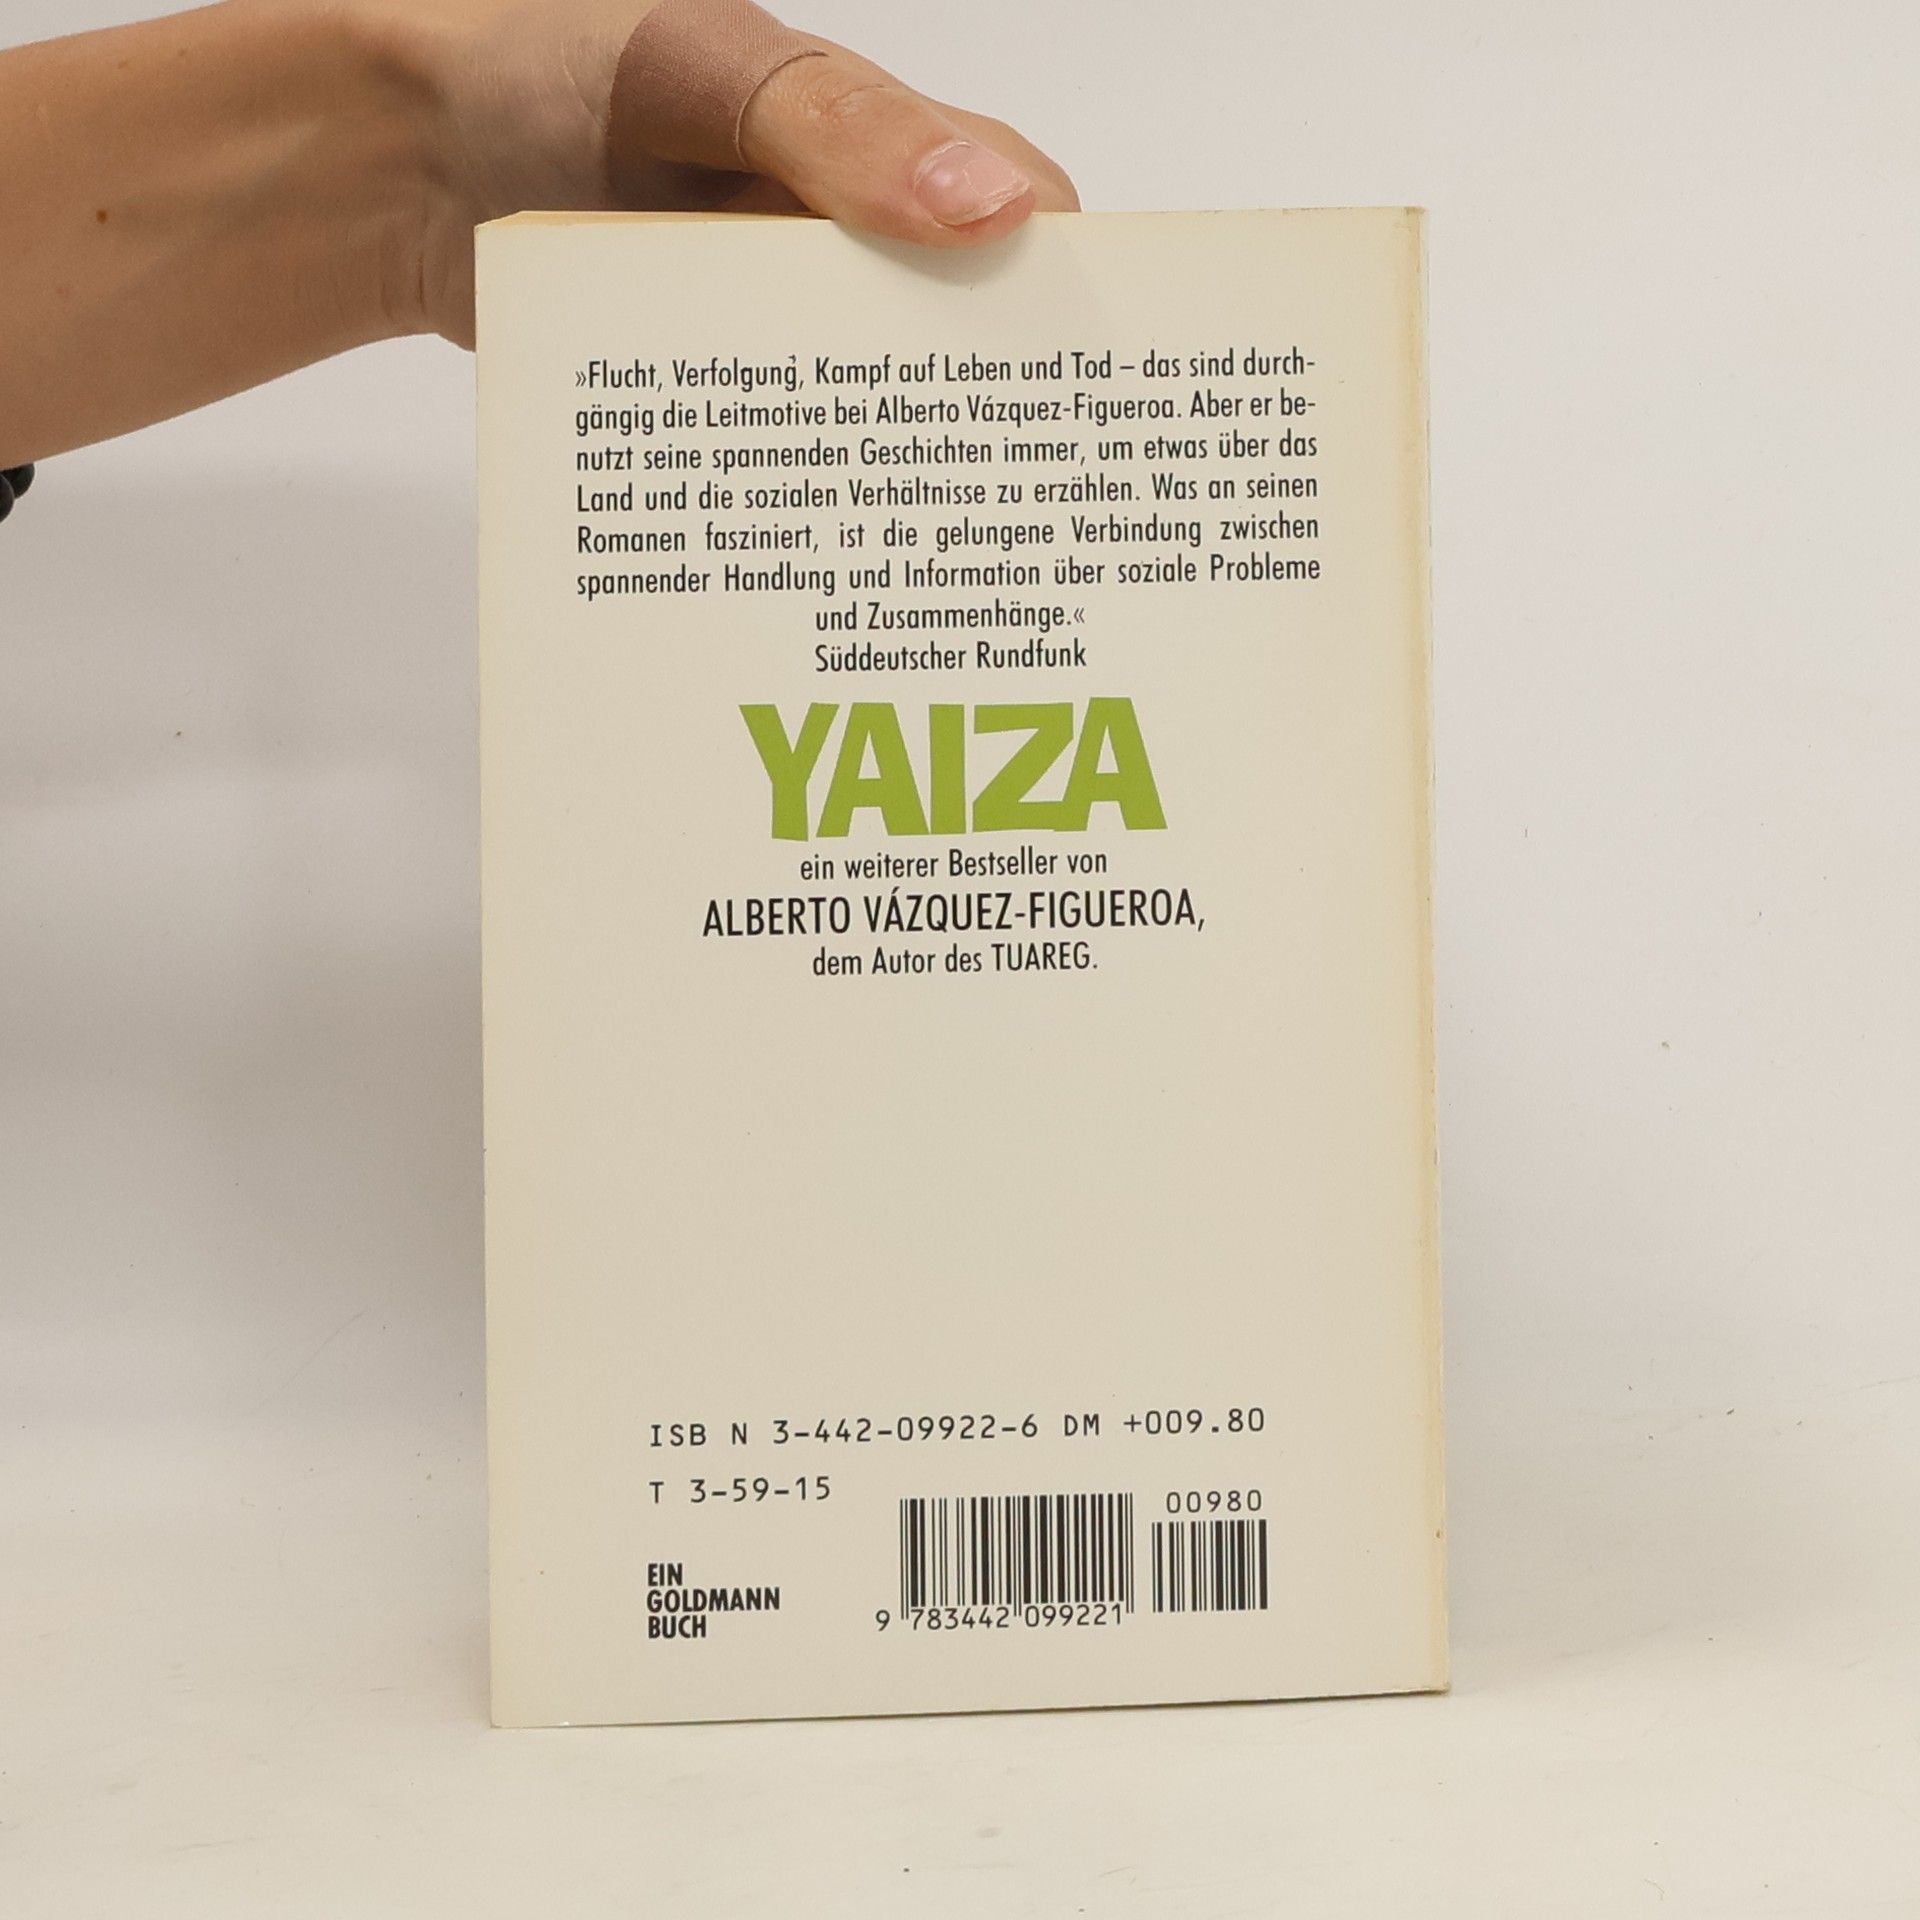 »Flucht, Verfolgung, Kampf auf Leben und Tod – das sind durch-
gängig die Leitmotive bei Alberto Vázquez-Figueroa. Aber er be-
nutzt seine spannenden Geschichten immer, um etwas über das
Land und die sozialen Verhältnisse zu erzählen. Was an seinen
Romanen fasziniert, ist die gelungene Verbindung zwischen
spannender Handlung und Information über soziale Probleme
und Zusammenhänge.«
Süddeutscher Rundfunk
YAIZA
ein weiterer Bestseller von
ALBERTO VÁZQUEZ-FIGUEROA,
dem Autor des TUAREG.
ISB N 3-442-09922-6 DM +009.80
T 3-59-15
00980
EIN
GOLDMANN
BUCH
9 783442 099221